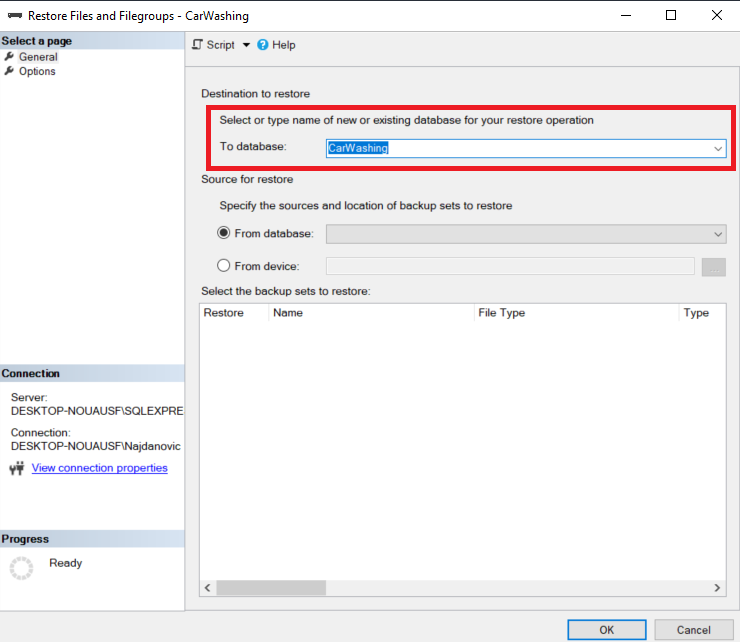 Restore Files and Filegroups - CarWashing
Select a page
General
Options
Script
Help
Destination to restore
Select or type name of new or existing database for your restore operation
To database: CarWashing
Source for restore
Specify the sources and location of backup sets to restore
From database:
From device:
...
Select the backup sets to restore:
Restore Name File Type Type
Connection
Server:
DESKTOP-NOUAUSF\SQLEXPRE
Connection:
DESKTOP-NOUAUSF\Najdanovic
View connection properties
Progress
Ready
OK Cancel